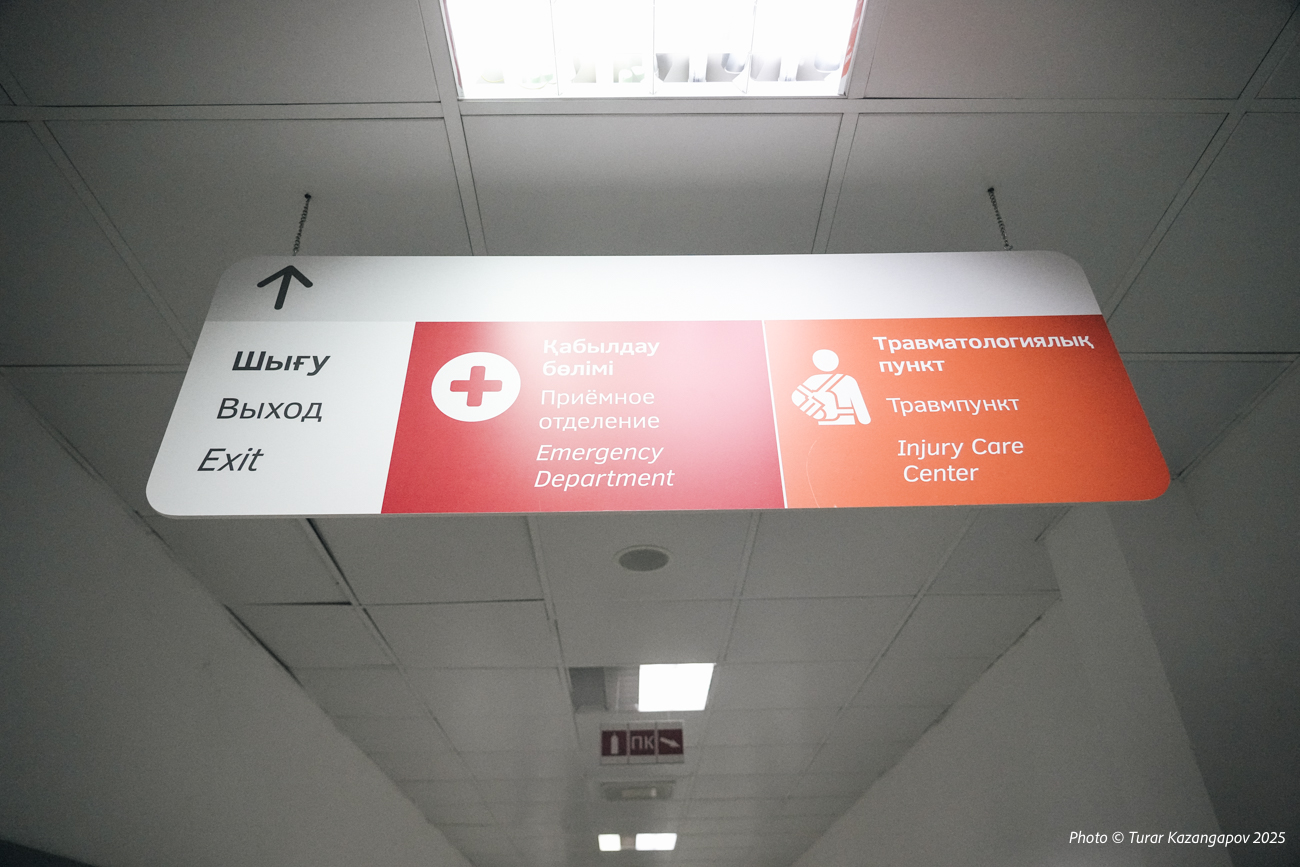 Шығу
Выход
Exit
Қабылдау
бөлімі
Приёмное
отделение
Emergency
Department
Травматологиялық
пункт
Травмпункт
Injury Care
Center
ПК
Photo © Turar Kazangapov 2025